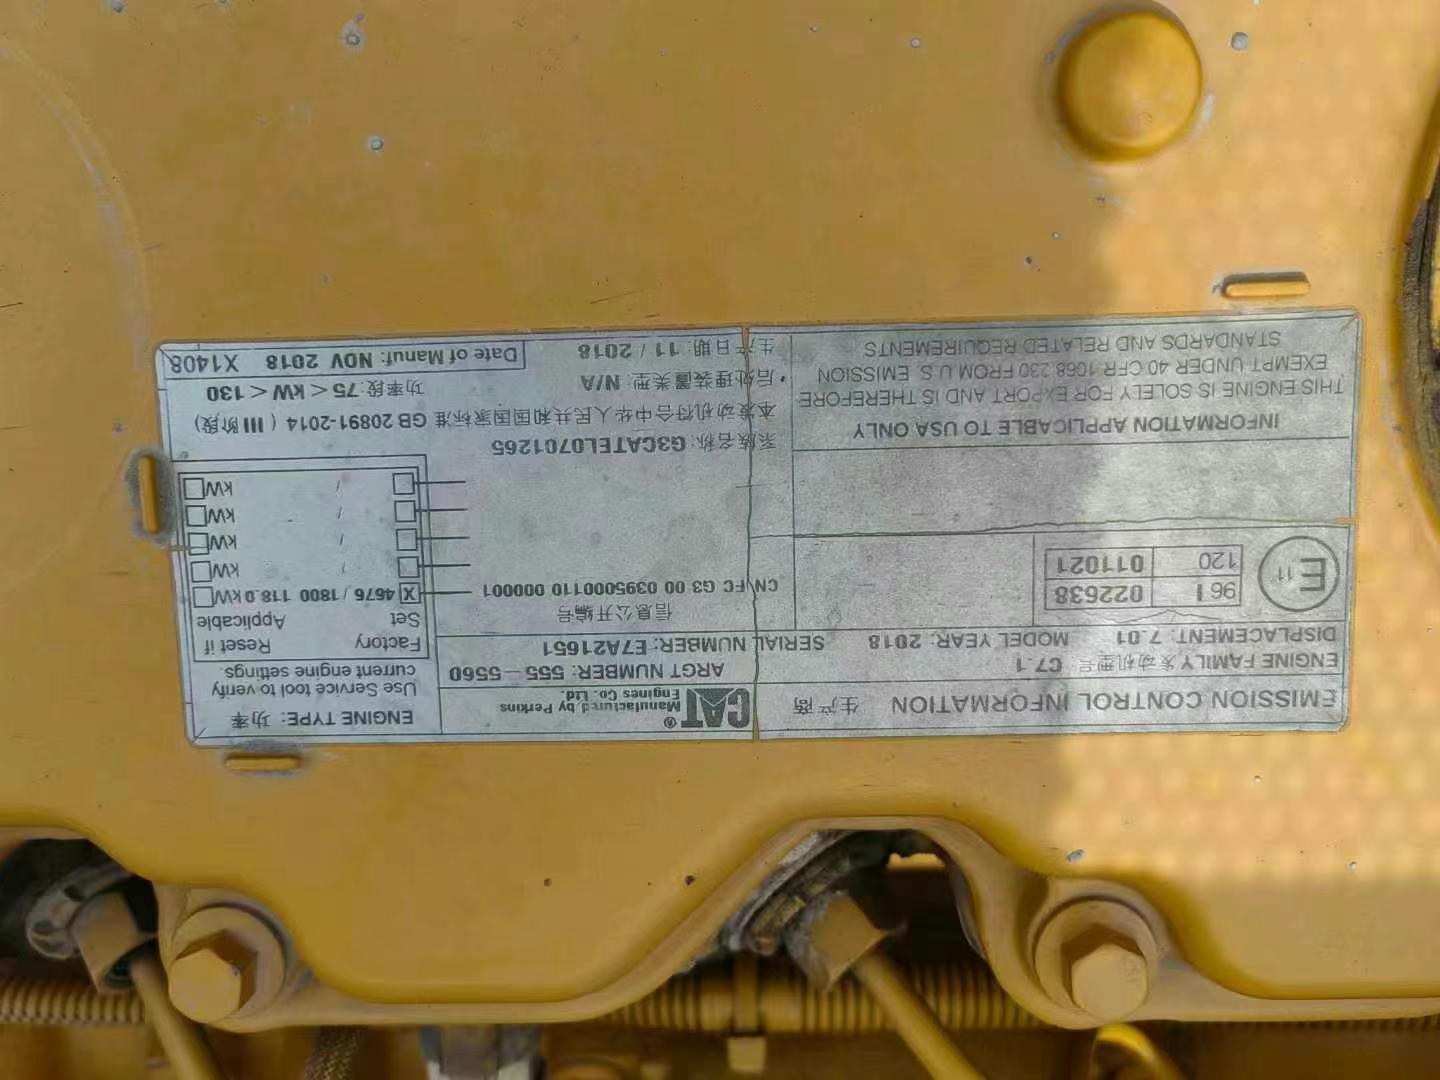 EMISSION CONTROL INFORMATION 生产商
CAT®
Manufactured by Perkins
Engines Co. Ltd.
ENGINE FAMILY 发动机型号 C7.1
ARGT NUMBER: 555-5560
DISPLACEMENT: 7.01 MODEL YEAR: 2018 SERIAL NUMBER: E7A21651
E 11
96 I 022638
120 011021
信息公开编号
CN FC G3 00 0395000110 000001
INFORMATION APPLICABLE TO USA ONLY
THIS ENGINE IS SOLELY FOR EXPORT AND IS THEREFORE
EXEMPT UNDER 40 CFR 1068 230 FROM U.S. EMISSION
STANDARDS AND RELATED REQUIREMENTS
系族名称: G3CATEL0701265
本发动机符合中华人民共和国国家标准 GB 20891-2014 ( III 阶段)
后处理装置类型: N/A 功率段: 75 < kW < 130
生产日期: 11 / 2018 Date of Manuf: NOV 2018 X1408
ENGINE TYPE: 功率
Use Service tool to verify
current engine settings.
Factory Reset if
Set Applicable
X 4676 / 1800 118.0 kW
/ kW
/ kW
/ kW
/ kW